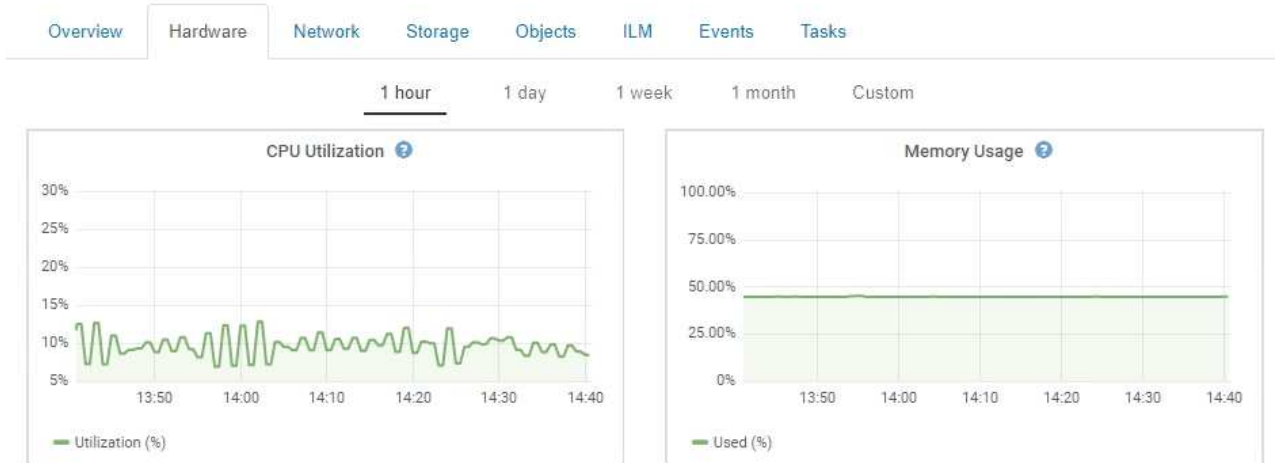 Overview Hardware Network Storage Objects ILM Events Tasks
1 hour 1 day 1 week 1 month Custom
CPU Utilization ?
30%
25%
20%
15%
10%
5%
13:50 14:00 14:10 14:20 14:30 14:40
Utilization (%)
Memory Usage ?
100.00%
75.00%
50.00%
25.00%
0%
13:50 14:00 14:10 14:20 14:30 14:40
Used (%)